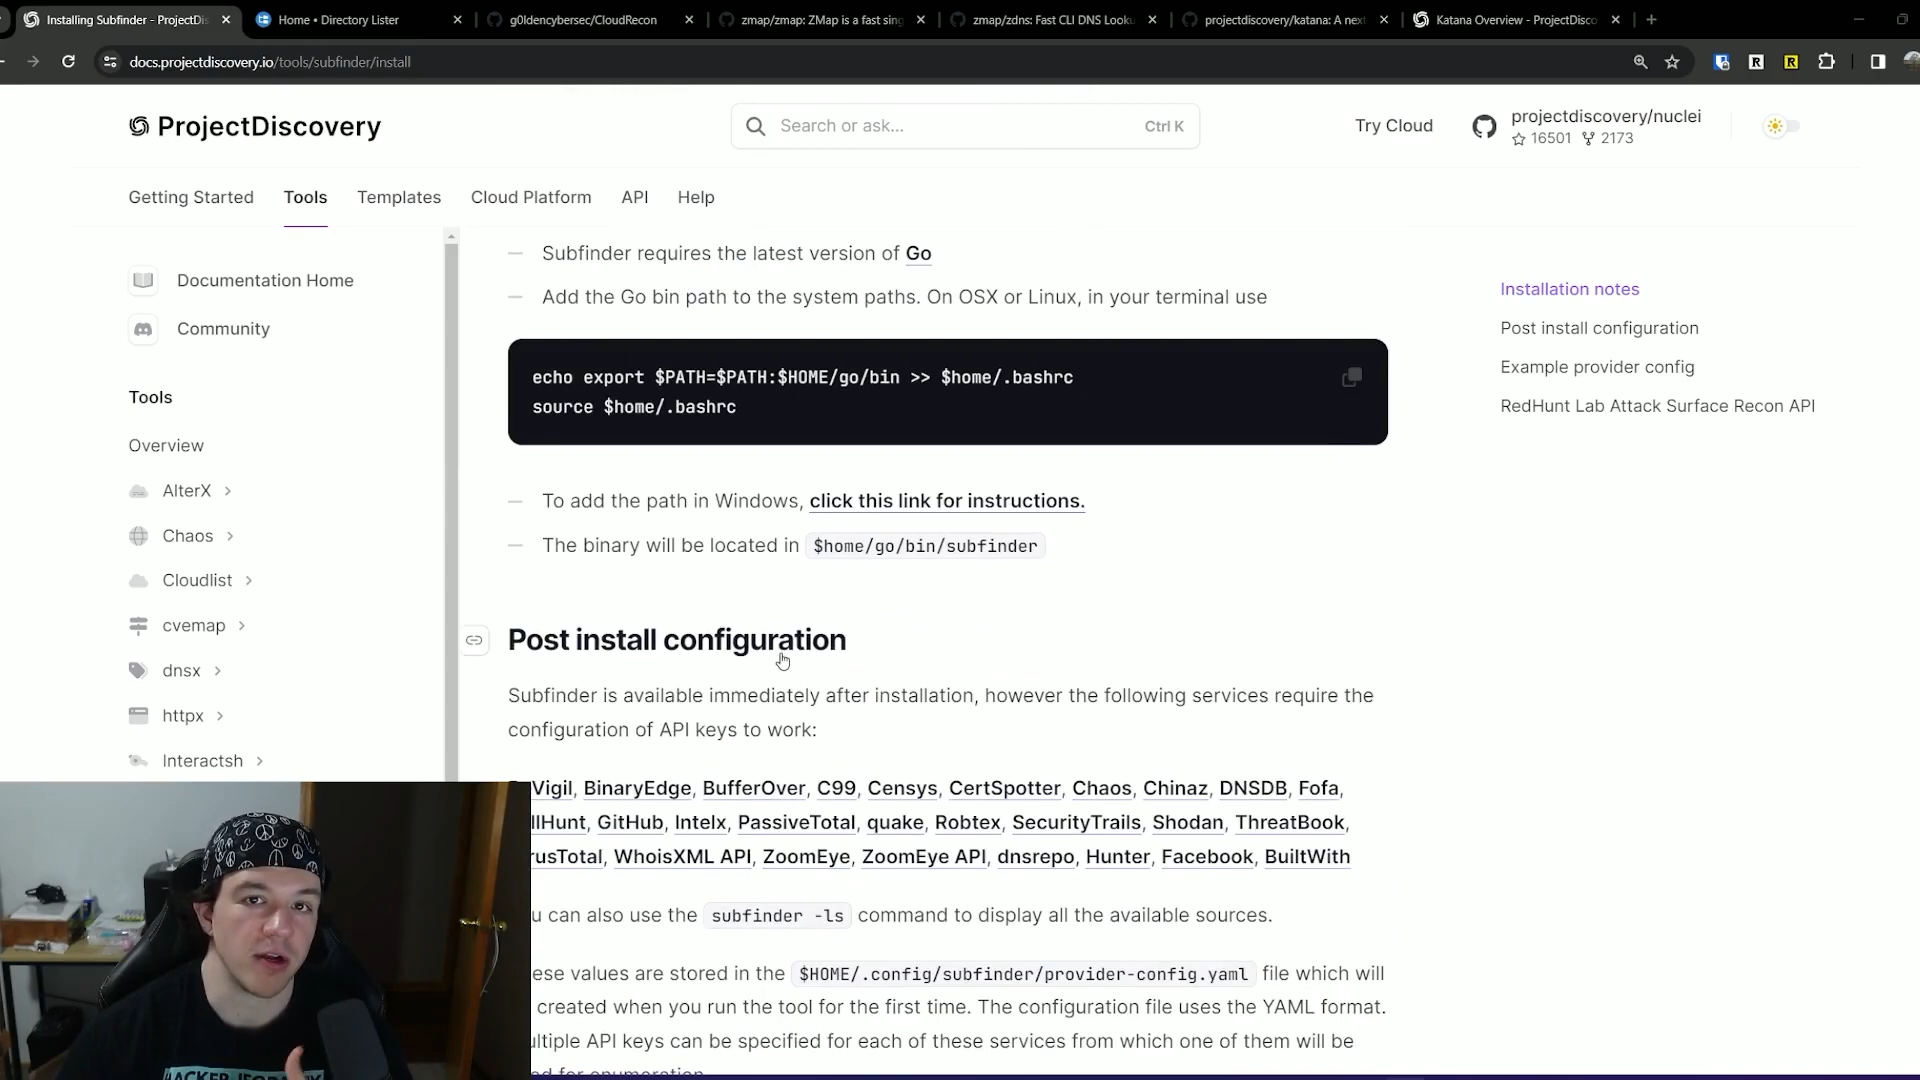 Installing Subfinder - ProjectDis
Home • Directory Lister
g0ldencybersec/CloudRecon
zmap/zmap: ZMap is a fast sing
zmap/zdns: Fast CLI DNS Looku
projectdiscovery/katana: A next
Katana Overview - ProjectDisco
docs.projectdiscovery.io/tools/subfinder/install
ProjectDiscovery
Search or ask...
Ctrl K
Try Cloud
projectdiscovery/nuclei
16501 2173
Getting Started Tools Templates Cloud Platform API Help
Documentation Home
Community
Tools
Overview
AlterX
Chaos
Cloudlist
cvemap
dnsx
httpx
Interactsh
Subfinder requires the latest version of Go
Add the Go bin path to the system paths. On OSX or Linux, in your terminal use
echo export $PATH=$PATH:$HOME/go/bin >> $home/.bashrc
source $home/.bashrc
To add the path in Windows, click this link for instructions.
The binary will be located in $home/go/bin/subfinder
Post install configuration
Subfinder is available immediately after installation, however the following services require the
configuration of API keys to work:
Vigil, BinaryEdge, BufferOver, C99, Censys, CertSpotter, Chaos, Chinaz, DNSDB, Fofa,
llHunt, GitHub, Intelx, PassiveTotal, quake, Robtex, SecurityTrails, Shodan, ThreatBook,
rusTotal, WhoisXML API, ZoomEye, ZoomEye API, dnsrepo, Hunter, Facebook, BuiltWith
u can also use the subfinder -ls command to display all the available sources.
ese values are stored in the $HOME/.config/subfinder/provider-config.yaml file which will
created when you run the tool for the first time. The configuration file uses the YAML format.
ultiple API keys can be specified for each of these services from which one of them will be
ed for enumeration.
Installation notes
Post install configuration
Example provider config
RedHunt Lab Attack Surface Recon API